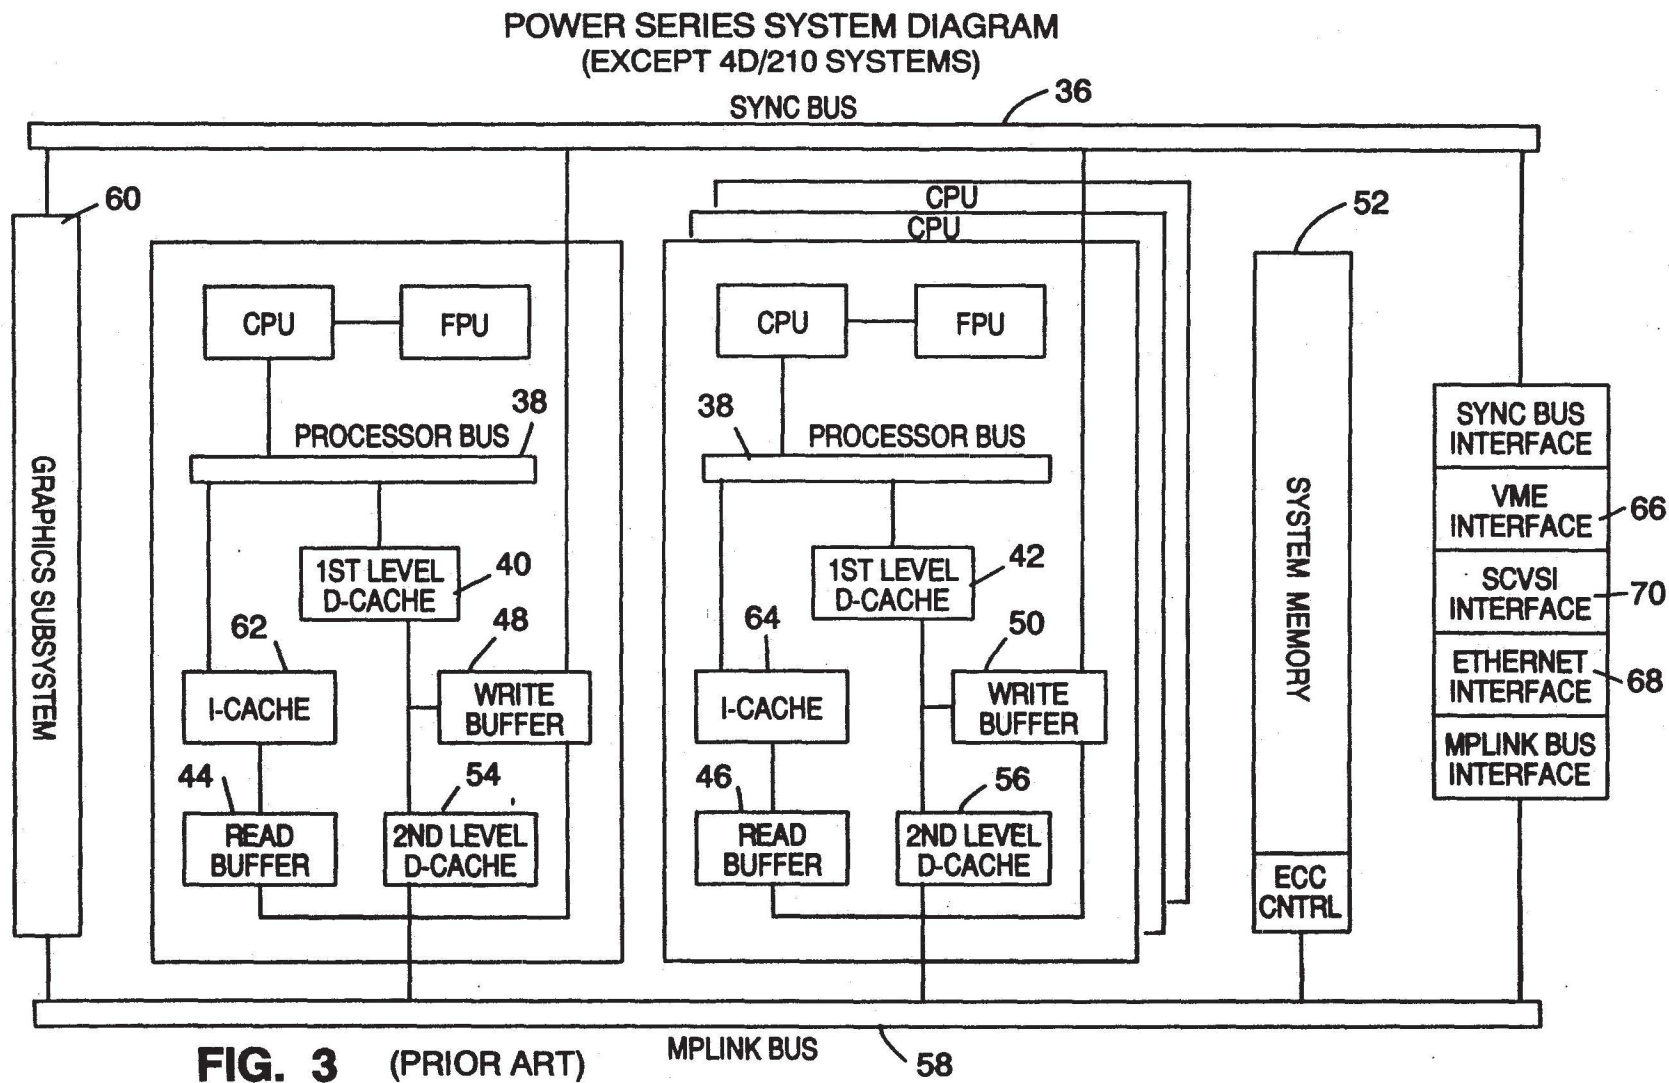 POWER SERIES SYSTEM DIAGRAM
(EXCEPT 4D/210 SYSTEMS)
SYNC BUS
36
60
CPU
CPU
52
CPU
FPU
CPU
FPU
38
PROCESSOR BUS
38
PROCESSOR BUS
SYNC BUS
INTERFACE
VME
INTERFACE
66
SCVSI
INTERFACE
70
ETHERNET
INTERFACE
68
MPLINK BUS
INTERFACE
GRAPHICS SUBSYSTEM
1ST LEVEL
D-CACHE
40
1ST LEVEL
D-CACHE
42
SYSTEM MEMORY
62
48
64
50
I-CACHE
WRITE
BUFFER
I-CACHE
WRITE
BUFFER
44
54
46
56
READ
BUFFER
2ND LEVEL
D-CACHE
READ
BUFFER
2ND LEVEL
D-CACHE
ECC
CNTRL
MPLINK BUS
58
FIG. 3 (PRIOR ART)